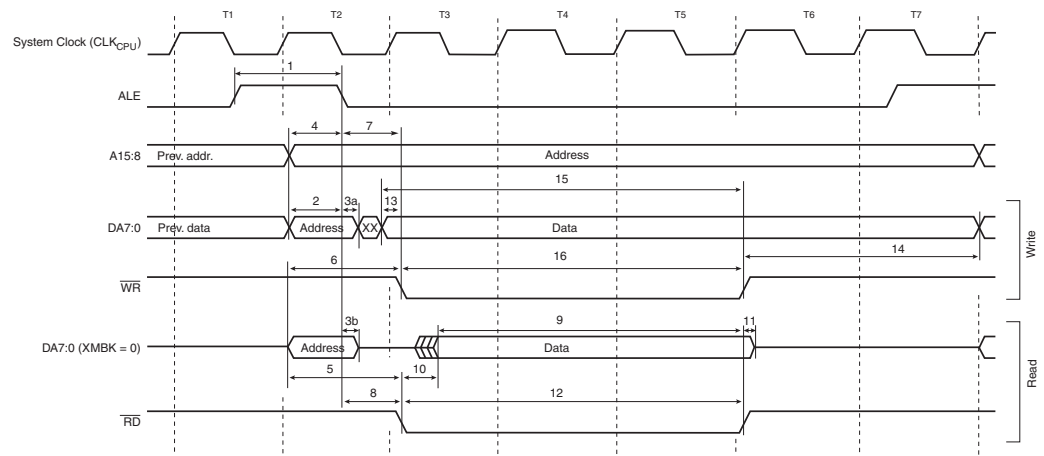 T1 T2 T3 T4 T5 T6 T7
System Clock (CLKCPU)
1
ALE
4 7
A15:8 Prev. addr. Address
15
2 3a 13
DA7:0 Prev. data Address XX Data
14
6 16
WR
Write
3b 9 11
DA7:0 (XMBK = 0) Address Data
5 10
8 12
RD
Read